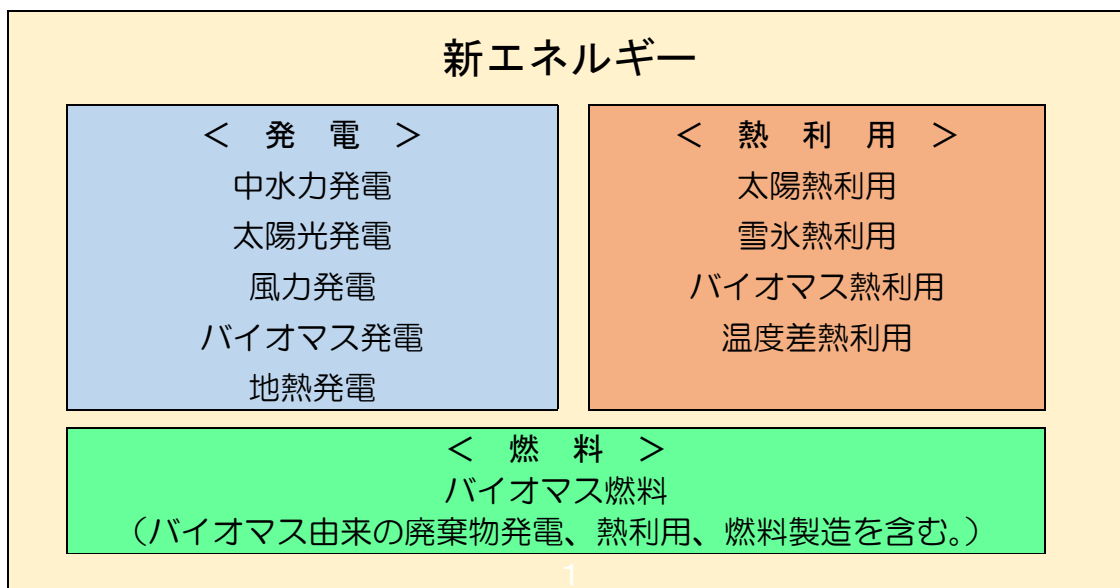 新エネルギー
＜　発　電　＞
中水力発電
太陽光発電
風力発電
バイオマス発電
地熱発電
＜　熱　利　用　＞
太陽熱利用
雪氷熱利用
バイオマス熱利用
温度差熱利用
＜　燃　料　＞
バイオマス燃料
（バイオマス由来の廃棄物発電、熱利用、燃料製造を含む。）
1